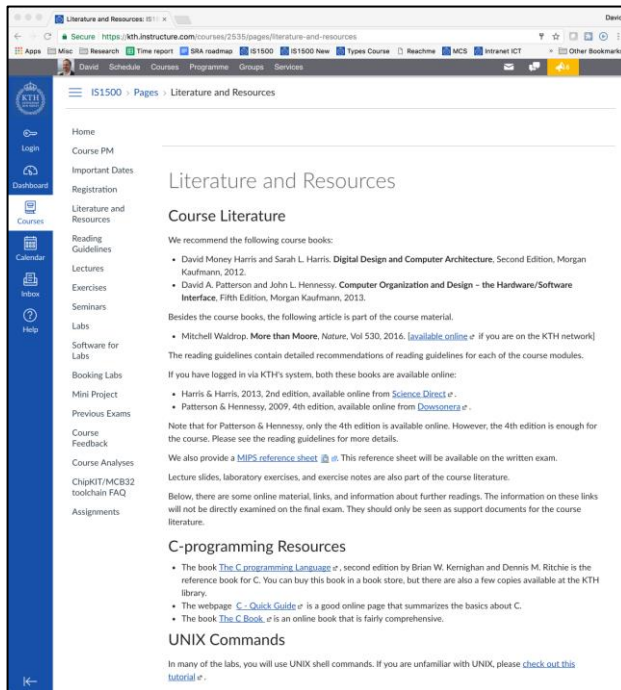 Literature and Resources: IS1
David
Secure https://kth.instructure.com/courses/2535/pages/literature-and-resources
Apps Misc Research Time report SRA roadmap IS1500 IS1500 New Types Course Reachme MCS Intranet ICT » Other Bookmarks
David Schedule Courses Programme Groups Services
KTH
IS1500 › Pages › Literature and Resources
Login
Dashboard
Courses
Calendar
Inbox
Help
Home
Course PM
Important Dates
Registration
Literature and
Resources
Reading
Guidelines
Lectures
Exercises
Seminars
Labs
Software for
Labs
Booking Labs
Mini Project
Previous Exams
Course
Feedback
Course Analyses
ChipKIT/MCB32
toolchain FAQ
Assignments
Literature and Resources
Course Literature
We recommend the following course books:
• David Money Harris and Sarah L. Harris. Digital Design and Computer Architecture, Second Edition, Morgan
Kaufmann, 2012.
• David A. Patterson and John L. Hennessy. Computer Organization and Design – the Hardware/Software
Interface, Fifth Edition, Morgan Kaufmann, 2013.
Besides the course books, the following article is part of the course material.
• Mitchell Waldrop. More than Moore, Nature, Vol 530, 2016. [available online if you are on the KTH network]
The reading guidelines contain detailed recommendations of reading guidelines for each of the course modules.
If you have logged in via KTH's system, both these books are available online:
• Harris & Harris, 2013, 2nd edition, available online from Science Direct .
• Patterson & Hennessy, 2009, 4th edition, available online from Dowsonera .
Note that for Patterson & Hennessy, only the 4th edition is available online. However, the 4th edition is enough for
the course. Please see the reading guidelines for more details.
We also provide a MIPS reference sheet . This reference sheet will be available on the written exam.
Lecture slides, laboratory exercises, and exercise notes are also part of the course literature.
Below, there are some online material, links, and information about further readings. The information on these links
will not be directly examined on the final exam. They should only be seen as support documents for the course
literature.
C-programming Resources
• The book The C programming Language , second edition by Brian W. Kernighan and Dennis M. Ritchie is the
reference book for C. You can buy this book in a book store, but there are also a few copies available at the KTH
library.
• The webpage C - Quick Guide is a good online page that summarizes the basics about C.
• The book The C Book is an online book that is fairly comprehensive.
UNIX Commands
In many of the labs, you will use UNIX shell commands. If you are unfamiliar with UNIX, please check out this
tutorial .